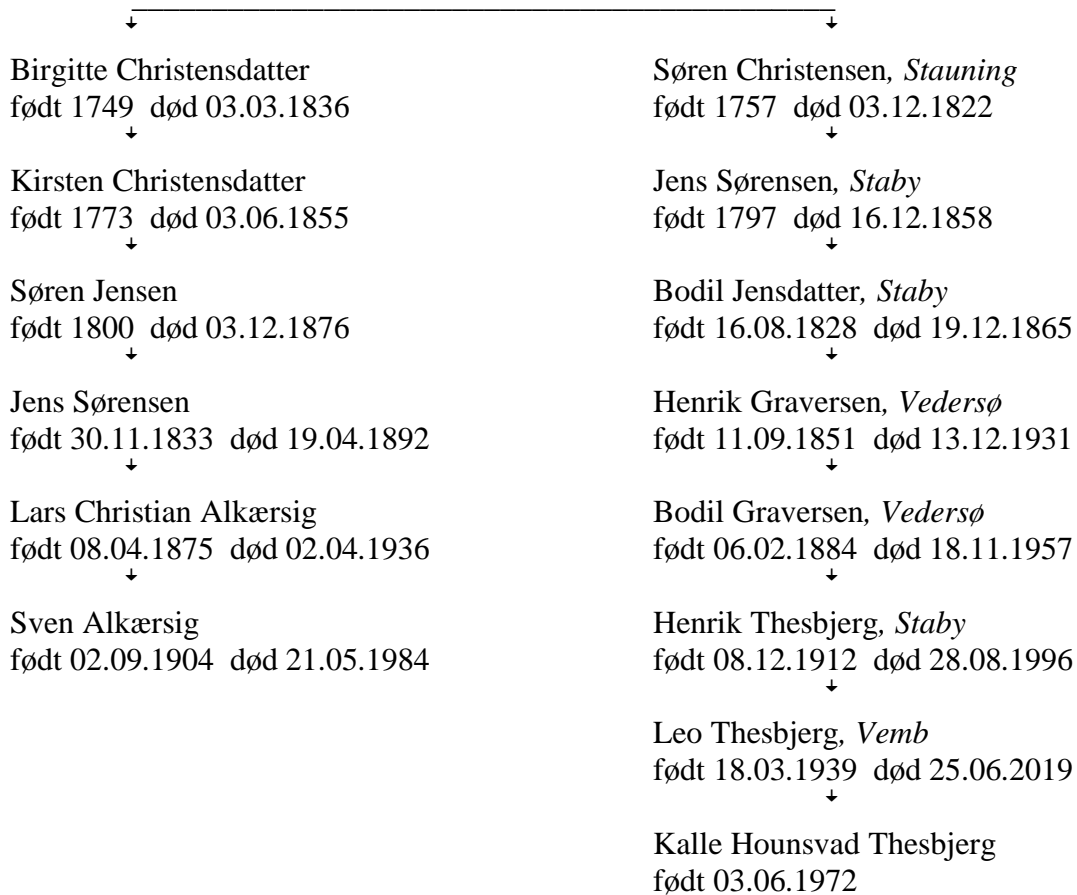 Birgitte Christensdatter
født 1749 død 03.03.1836
Kirsten Christensdatter
født 1773 død 03.06.1855
Søren Jensen
født 1800 død 03.12.1876
Jens Sørensen
født 30.11.1833 død 19.04.1892
Lars Christian Alkærsig
født 08.04.1875 død 02.04.1936
Sven Alkærsig
født 02.09.1904 død 21.05.1984
Søren Christensen, Stauning
født 1757 død 03.12.1822
Jens Sørensen, Staby
født 1797 død 16.12.1858
Bodil Jensdatter, Staby
født 16.08.1828 død 19.12.1865
Henrik Graversen, Vedersø
født 11.09.1851 død 13.12.1931
Bodil Graversen, Vedersø
født 06.02.1884 død 18.11.1957
Henrik Thesbjerg, Staby
født 08.12.1912 død 28.08.1996
Leo Thesbjerg, Vemb
født 18.03.1939 død 25.06.2019
Kalle Hounsvad Thesbjerg
født 03.06.1972